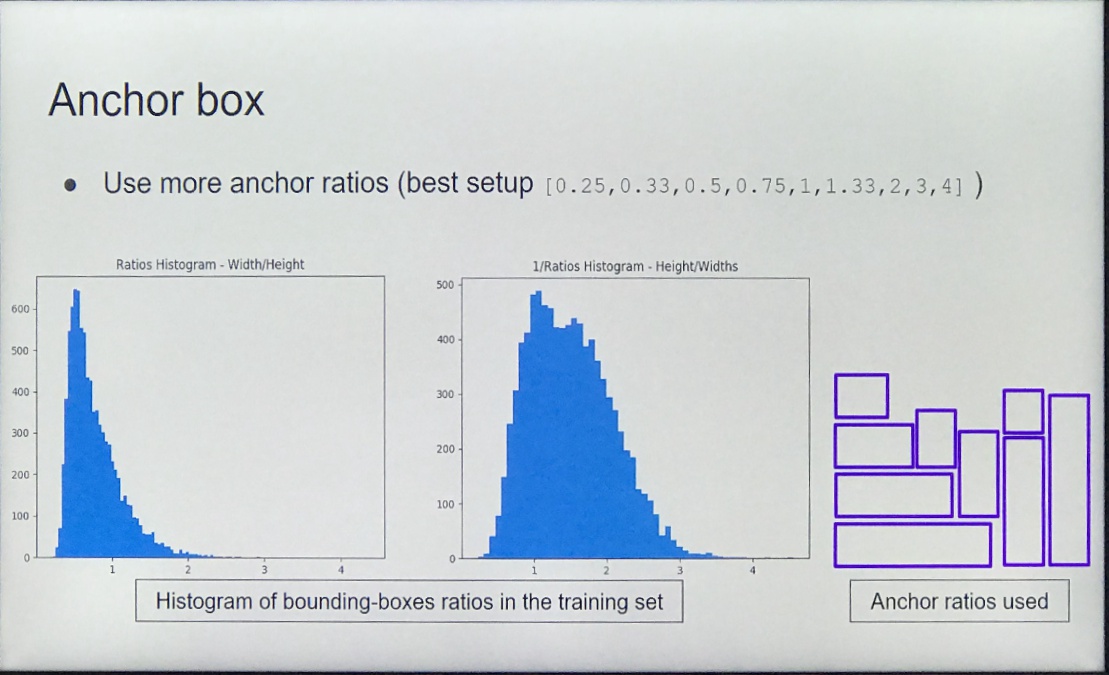 Anchor box
● Use more anchor ratios (best setup [0.25,0.33,0.5,0.75,1,1.33,2,3,4] )
Ratios Histogram - Width/Height
600
500
400
300
200
100
0
1 2 3 4
1/Ratios Histogram - Height/Widths
500
400
300
200
100
0
1 2 3 4
Histogram of bounding-boxes ratios in the training set
Anchor ratios used